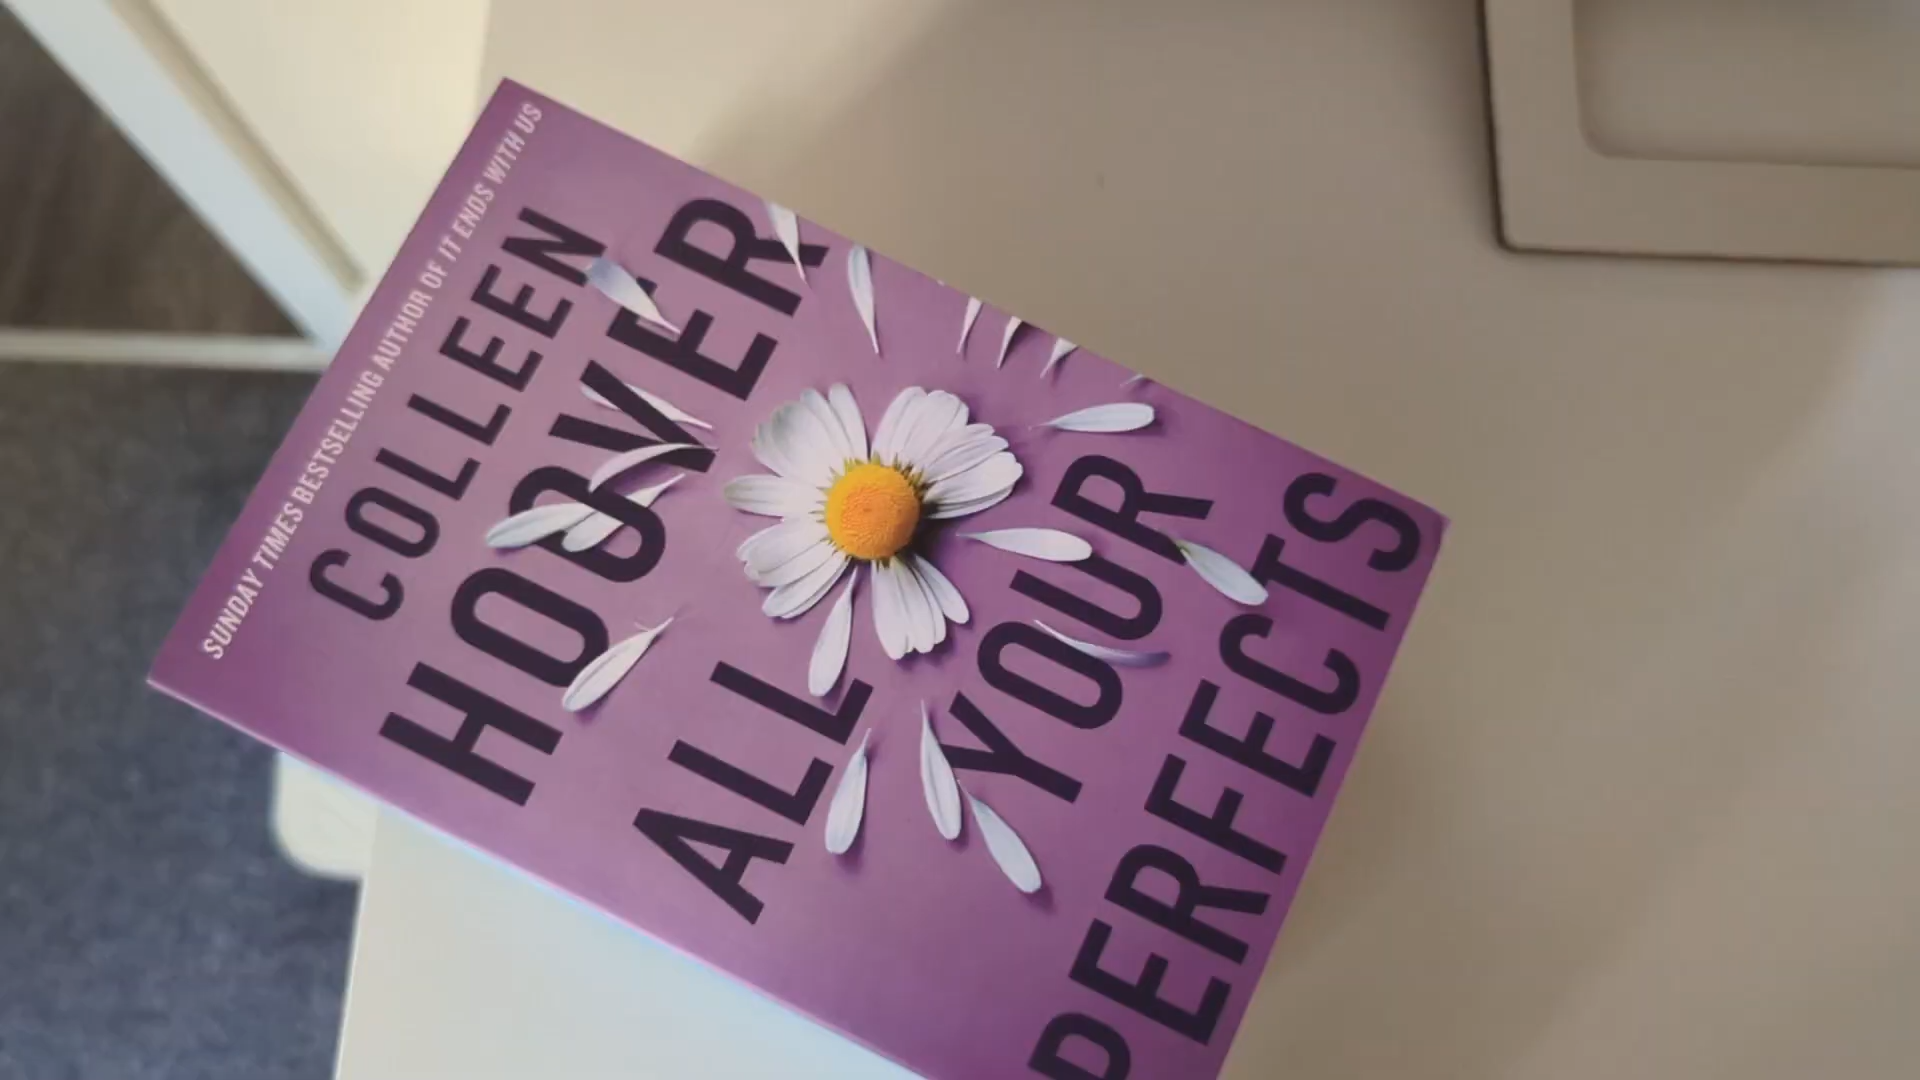 SUNDAY TIMES BESTSELLING AUTHOR OF IT ENDS WITH US
COLLEEN
HOOVER
ALL
YOUR
PERFECTS